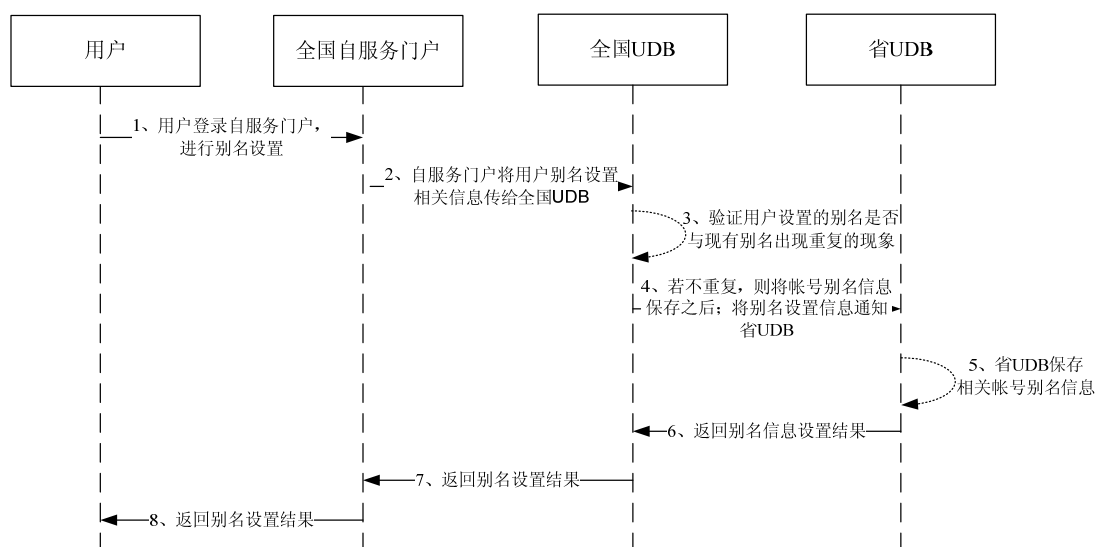 用户
全国自服务门户
全国UDB
省UDB
1、用户登录自服务门户，
进行别名设置
2、自服务门户将用户别名设置
相关信息传给全国UDB
3、验证用户设置的别名是否
与现有别名出现重复的现象
4、若不重复，则将帐号别名信息
保存之后；将别名设置信息通知
省UDB
5、省UDB保存
相关帐号别名信息
6、返回别名信息设置结果
7、返回别名设置结果
8、返回别名设置结果